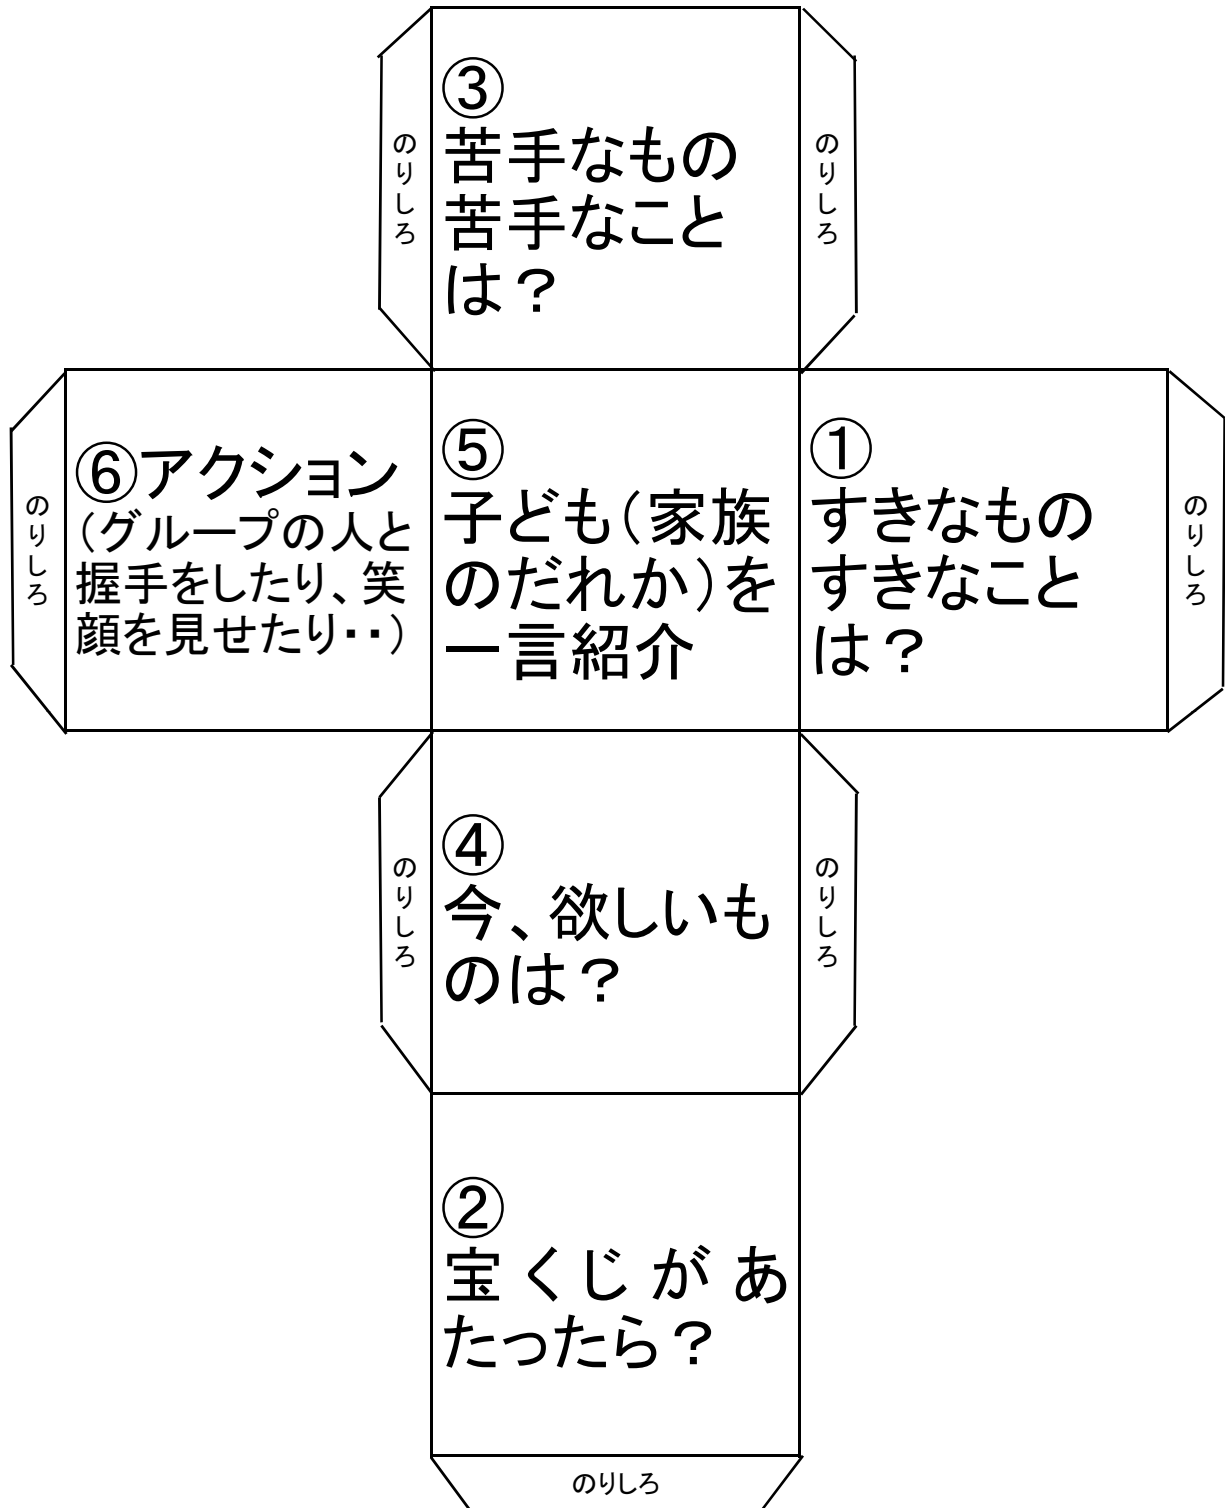 ③
苦手なもの
苦手なこと
は？
のりしろ
のりしろ
⑥アクション
（グループの人と
握手をしたり、笑
顔を見せたり・・）
のりしろ
⑤
子ども（家族
のだれか）を
一言紹介
①
すきなもの
すきなこと
は？
のりしろ
④
今、欲しいも
のは？
のりしろ
のりしろ
②
宝くじがあ
たったら？
のりしろ